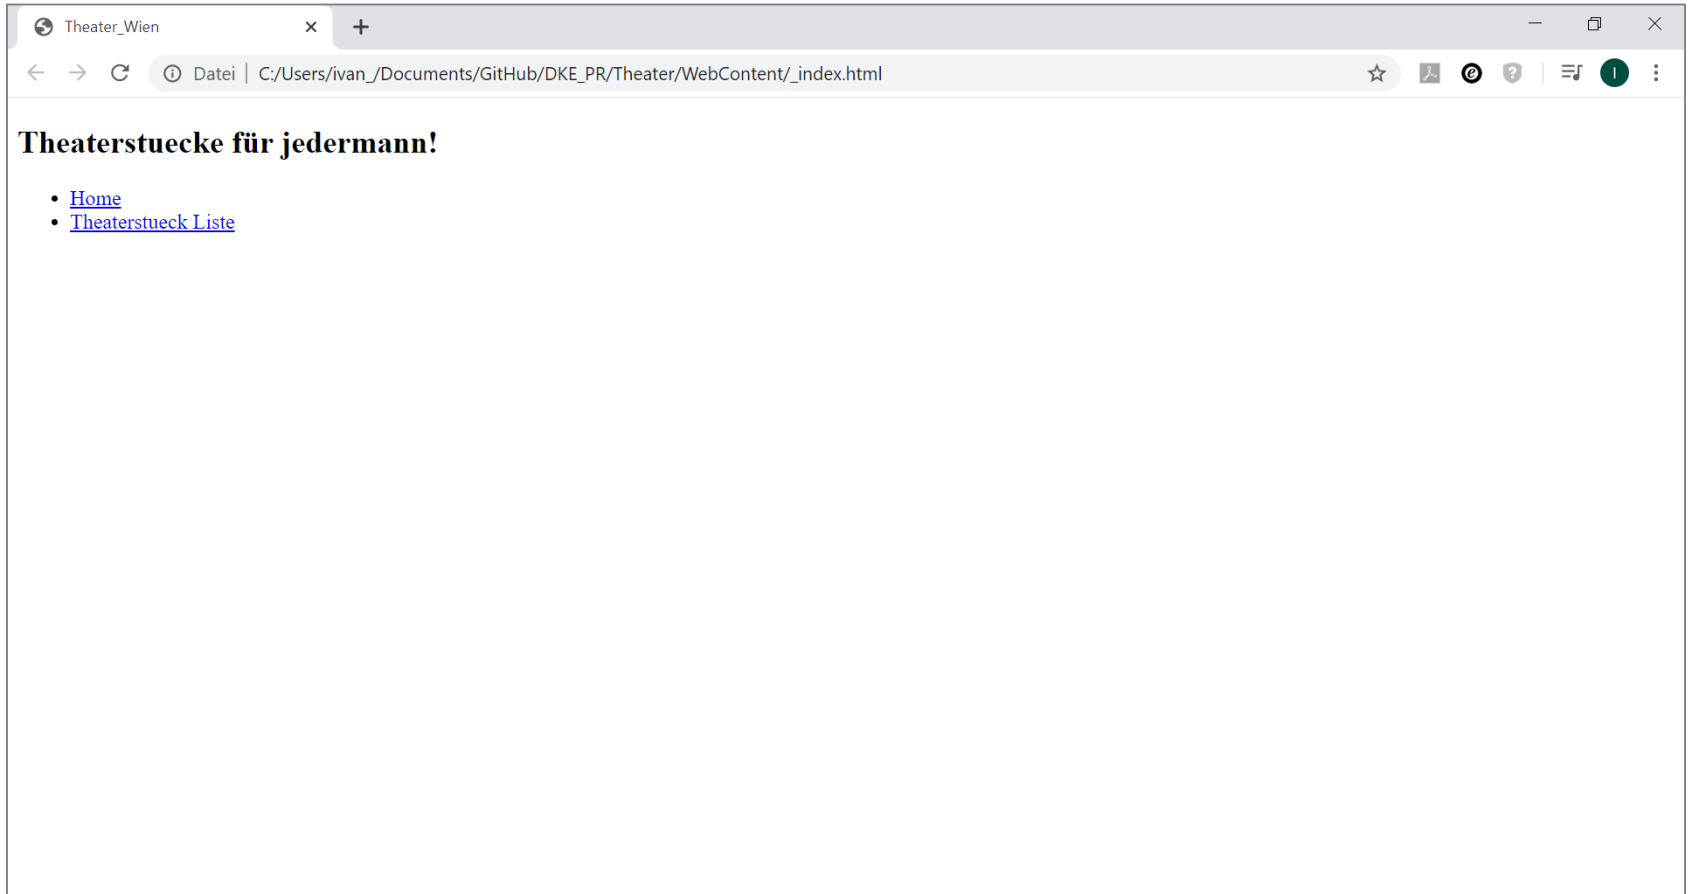 Theater_Wien
Datei | C:/Users/ivan_/Documents/GitHub/DKE_PR/Theater/WebContent/_index.html
I
Theaterstuecke für jedermann!
• Home
• Theaterstueck Liste